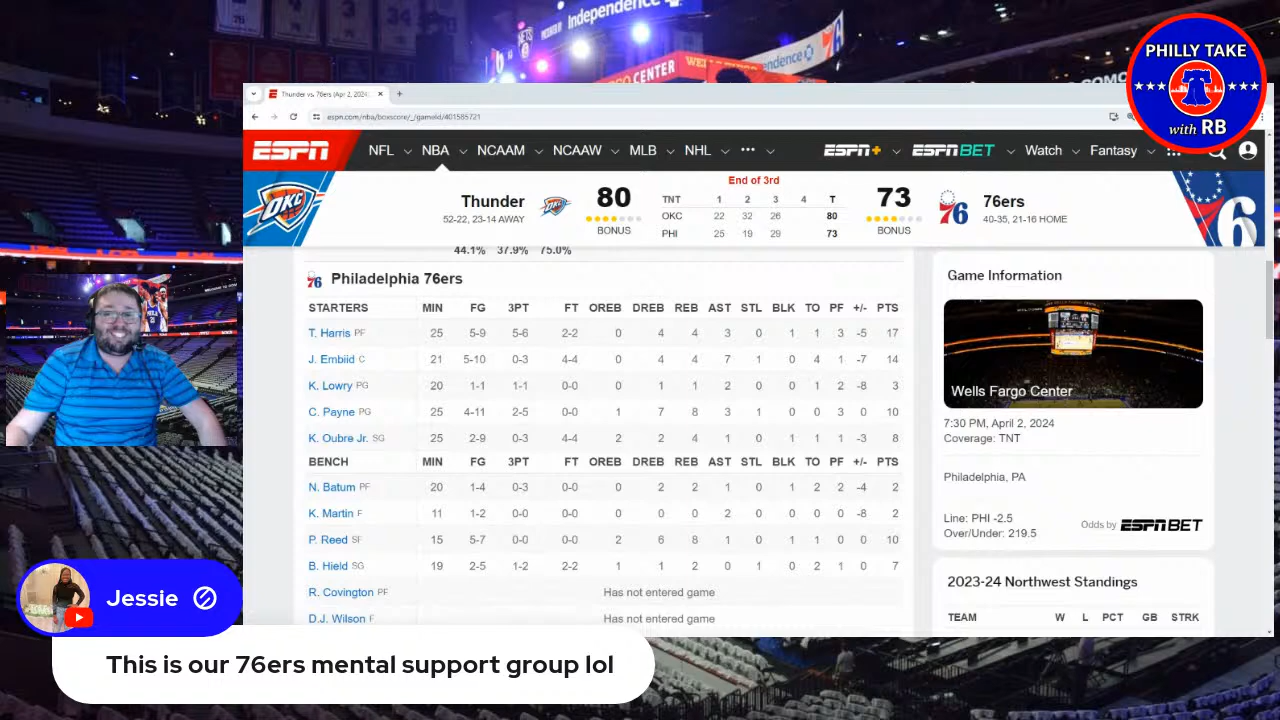 Independence
PHILLY TAKE
with RB
Thunder vs. 76ers (Apr 2, 2024)
espn.com/nba/boxscore/_/gameId/401585721
ESPN NFL NBA NCAAM NCAAW MLB NHL ••• ESPN+ ESPN BET Watch Fantasy
End of 3rd
OKC Thunder 80 TNT 1 2 3 4 T 73 76 76ers
52-22, 23-14 AWAY OKC 22 32 26 80 40-35, 21-16 HOME
BONUS PHI 25 19 29 73 BONUS
44.1% 37.9% 75.0%
76 Philadelphia 76ers
STARTERS MIN FG 3PT FT OREB DREB REB AST STL BLK TO PF +/- PTS
T. Harris PF 25 5-9 5-6 2-2 0 4 4 3 0 1 1 3 -5 17
J. Embiid C 21 5-10 0-3 4-4 0 4 4 7 1 0 4 1 -7 14
K. Lowry PG 20 1-1 1-1 0-0 0 1 1 2 0 0 1 2 -8 3
C. Payne PG 25 4-11 2-5 0-0 1 7 8 3 1 0 0 3 0 10
K. Oubre Jr. SG 25 2-9 0-3 4-4 2 2 4 1 0 1 1 1 -3 8
BENCH MIN FG 3PT FT OREB DREB REB AST STL BLK TO PF +/- PTS
N. Batum PF 20 1-4 0-3 0-0 0 2 2 1 0 1 2 2 -4 2
K. Martin F 11 1-2 0-0 0-0 0 0 0 2 0 0 0 0 -8 2
P. Reed SF 15 5-7 0-0 0-0 2 6 8 1 0 1 1 0 0 10
B. Hield SG 19 2-5 1-2 2-2 1 1 2 0 1 0 2 1 0 7
R. Covington PF Has not entered game
D.J. Wilson F Has not entered game
Game Information
Wells Fargo Center
7:30 PM, April 2, 2024
Coverage: TNT
Philadelphia, PA
Line: PHI -2.5
Over/Under: 219.5
Odds by ESPN BET
2023-24 Northwest Standings
TEAM W L PCT GB STRK
Jessie
This is our 76ers mental support group lol